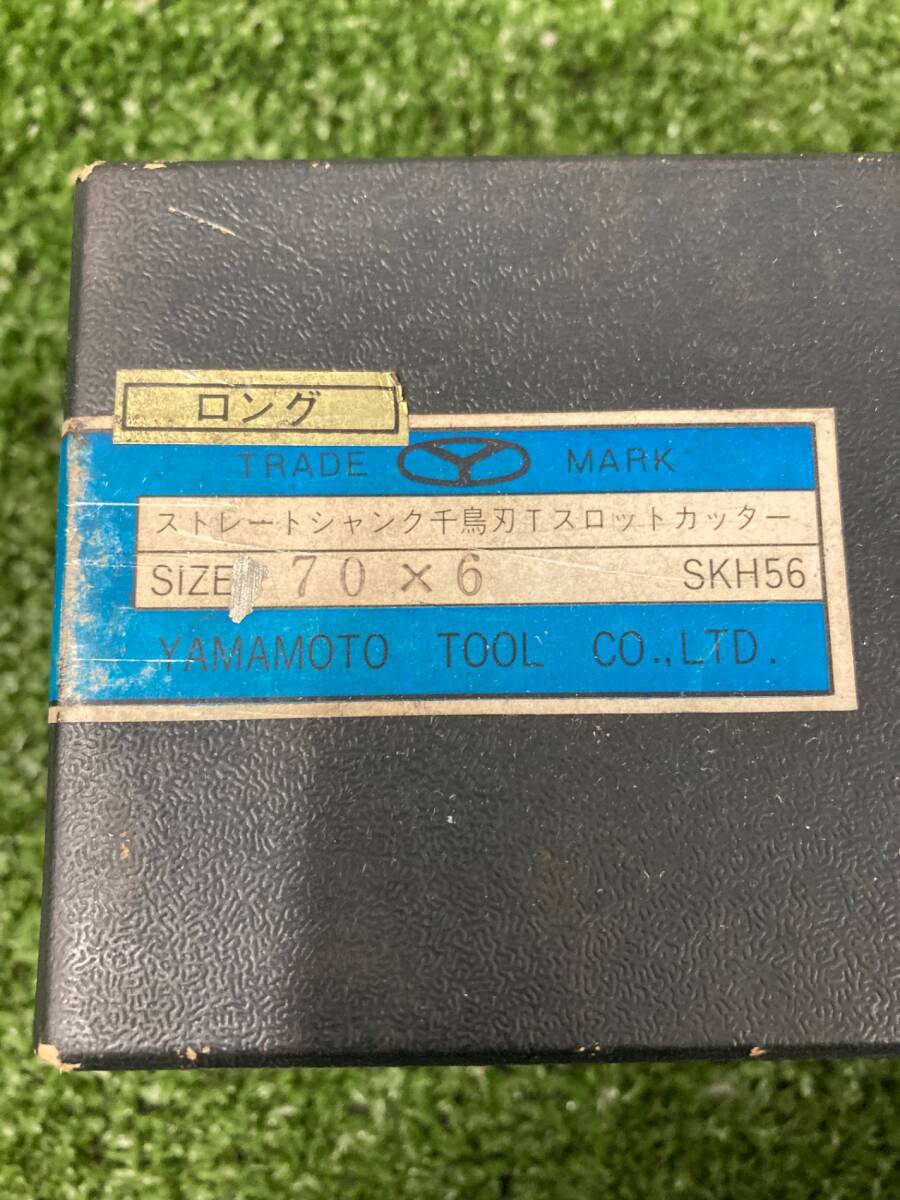 ロング
TRADE MARK
ストレートシャンク千鳥刃Tスロットカッター
SIZE 70×6 SKH56
YAMAMOTO TOOL CO.,LTD.